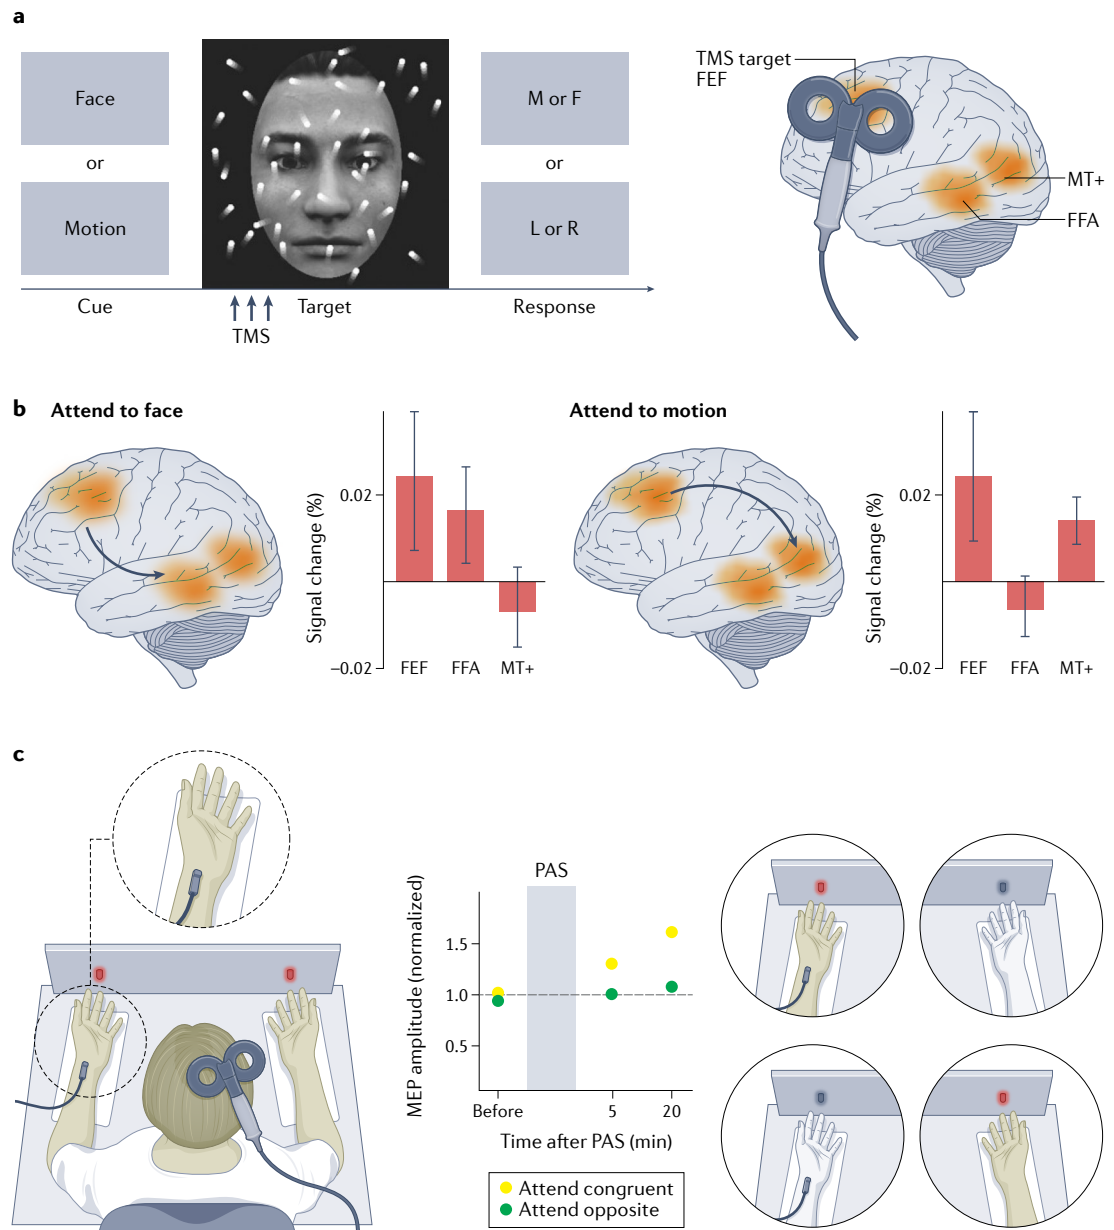 a
Face
or
Motion
Cue
TMS
Target
M or F
or
L or R
Response
TMS target
FEF
MT+
FFA
b
Attend to face
Signal change (%)
0.02
−0.02
FEF
FFA
MT+
Attend to motion
Signal change (%)
0.02
−0.02
FEF
FFA
MT+
c
PAS
MEP amplitude (normalized)
1.5
1.0
0.5
Before
5
20
Time after PAS (min)
Attend congruent
Attend opposite